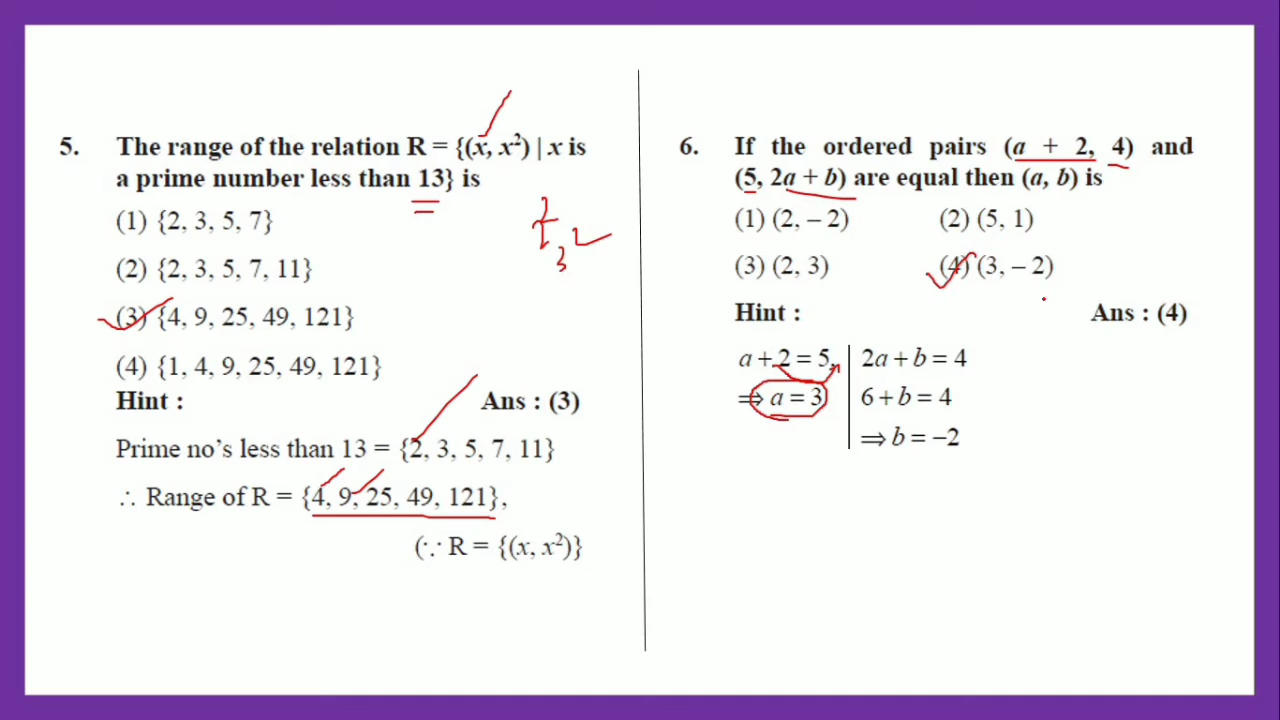 5. The range of the relation R = {(x, x²) | x is
a prime number less than 13} is
(1) {2, 3, 5, 7}
(2) {2, 3, 5, 7, 11}
(3) {4, 9, 25, 49, 121}
(4) {1, 4, 9, 25, 49, 121}
Hint : Ans : (3)
Prime no's less than 13 = {2, 3, 5, 7, 11}
∴ Range of R = {4, 9, 25, 49, 121},
(∵ R = {(x, x²)}
6. If the ordered pairs (a + 2, 4) and
(5, 2a + b) are equal then (a, b) is
(1) (2, – 2) (2) (5, 1)
(3) (2, 3) (4) (3, – 2)
Hint : Ans : (4)
a + 2 = 5, 2a + b = 4
⇒ a = 3 6 + b = 4
⇒ b = −2